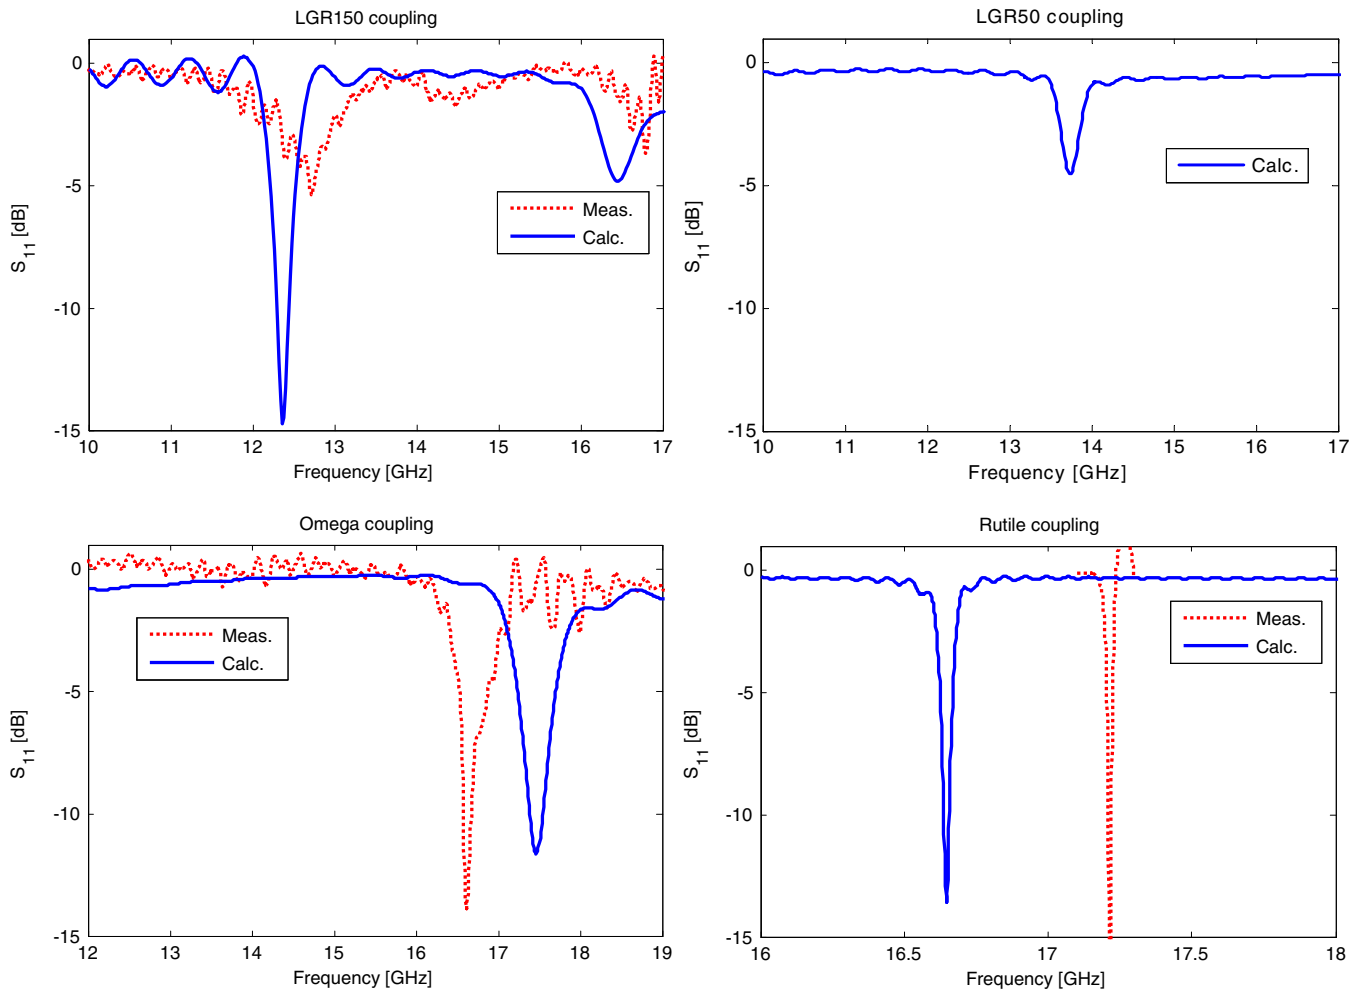 LGR150 coupling
0
-5
-10
-15
S11 [dB]
Meas.
Calc.
10 11 12 13 14 15 16 17
Frequency [GHz]
LGR50 coupling
0
-5
-10
-15
S11 [dB]
Calc.
10 11 12 13 14 15 16 17
Frequency [GHz]
Omega coupling
0
-5
-10
-15
S11 [dB]
Meas.
Calc.
12 13 14 15 16 17 18 19
Frequency [GHz]
Rutile coupling
0
-5
-10
-15
S11 [dB]
Meas.
Calc.
16 16.5 17 17.5 18
Frequency [GHz]